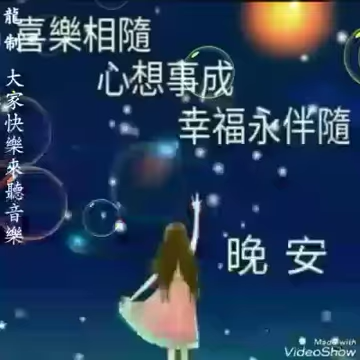 喜樂相隨
心想事成
幸福永伴隨
晚安
龍制
大家快樂來聽音樂
Made with
VideoShow